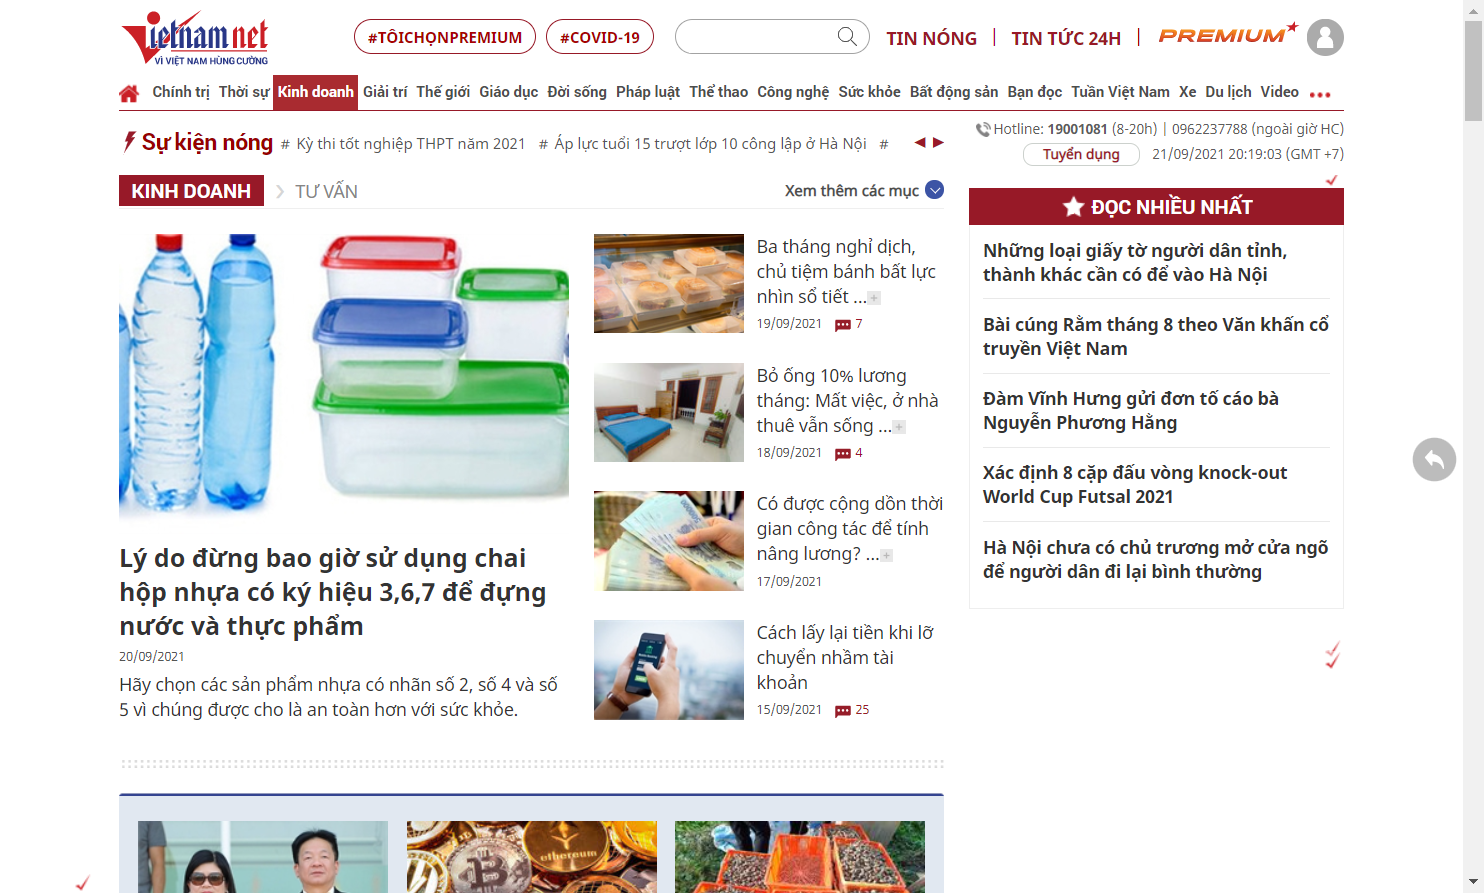 Vietnamnet
VÌ VIỆT NAM HÙNG CƯỜNG
#TÔICHỌNPREMIUM
#COVID-19
TIN NÓNG | TIN TỨC 24H | PREMIUM
Chính trị Thời sự Kinh doanh Giải trí Thế giới Giáo dục Đời sống Pháp luật Thể thao Công nghệ Sức khỏe Bất động sản Bạn đọc Tuần Việt Nam Xe Du lịch Video
Sự kiện nóng # Kỳ thi tốt nghiệp THPT năm 2021 # Áp lực tuổi 15 trượt lớp 10 công lập ở Hà Nội #
Hotline: 19001081 (8-20h) | 0962237788 (ngoài giờ HC)
Tuyển dụng 21/09/2021 20:19:03 (GMT +7)
KINH DOANH TƯ VẤN
Xem thêm các mục
Lý do đừng bao giờ sử dụng chai
hộp nhựa có ký hiệu 3,6,7 để đựng
nước và thực phẩm
20/09/2021
Hãy chọn các sản phẩm nhựa có nhãn số 2, số 4 và số
5 vì chúng được cho là an toàn hơn với sức khỏe.
Ba tháng nghỉ dịch,
chủ tiệm bánh bất lực
nhìn sổ tiết ...
19/09/2021 7
Bỏ ống 10% lương
tháng: Mất việc, ở nhà
thuê vẫn sống ...
18/09/2021 4
Có được cộng dồn thời
gian công tác để tính
nâng lương? ...
17/09/2021
Cách lấy lại tiền khi lỡ
chuyển nhầm tài
khoản
15/09/2021 25
ĐỌC NHIỀU NHẤT
Những loại giấy tờ người dân tỉnh,
thành khác cần có để vào Hà Nội
Bài cúng Rằm tháng 8 theo Văn khấn cổ
truyền Việt Nam
Đàm Vĩnh Hưng gửi đơn tố cáo bà
Nguyễn Phương Hằng
Xác định 8 cặp đấu vòng knock-out
World Cup Futsal 2021
Hà Nội chưa có chủ trương mở cửa ngõ
để người dân đi lại bình thường
ethereum